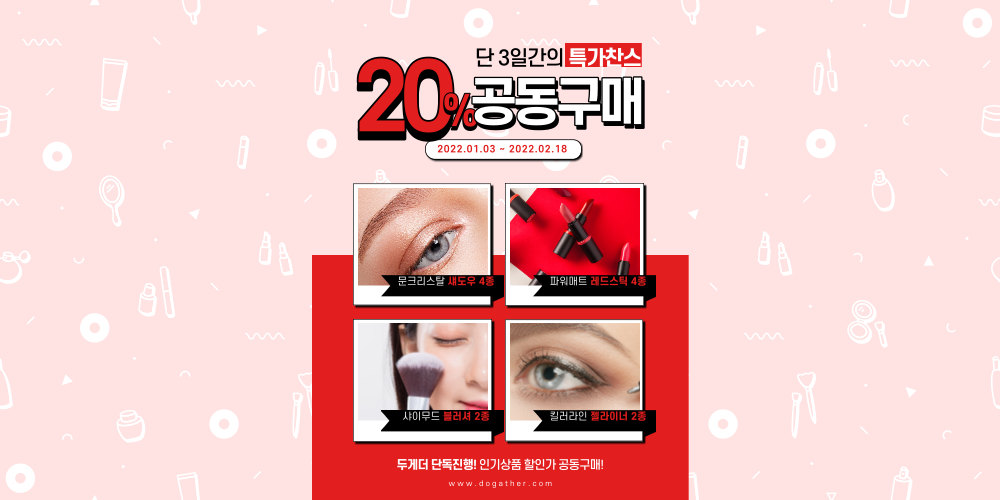 단 3일간의 특가찬스
20% 공동구매
2022.01.03 ~ 2022.02.18
문크리스탈 섀도우 4종
파워매트 레드스틱 4종
샤이무드 블러셔 2종
킬러라인 젤라이너 2종
두게더 단독진행! 인기상품 할인가 공동구매!
www.dogather.com